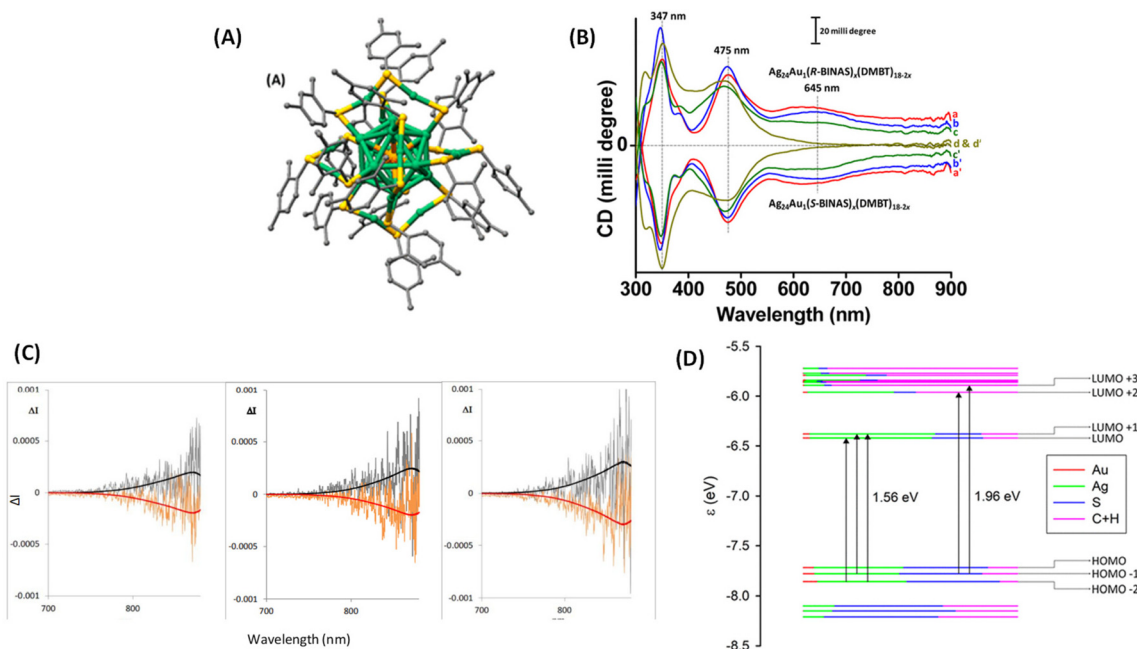 (A)
(A)
(B)
347 nm
475 nm
20 milli degree
Ag24Au1(R-BINAS)x(DMBT)18-2x
645 nm
a
b
c
d & d'
c'
b'
a'
0
Ag24Au1(S-BINAS)x(DMBT)18-2x
CD (milli degree)
300 400 500 600 700 800 900
Wavelength (nm)
(C)
0.001
ΔI
0.0005
0
-0.0005
-0.001
ΔI
700 800
0.001
ΔI
0.0005
0
-0.0005
-0.001
700 800
0.001
ΔI
0.0005
0
-0.0005
-0.001
700 800
Wavelength (nm)
(D)
-5.5
-6.0
-6.5
-7.0
-7.5
-8.0
-8.5
ε (eV)
LUMO +3
LUMO +2
LUMO +1
LUMO
Au
Ag
S
C+H
1.56 eV
1.96 eV
HOMO
HOMO -1
HOMO -2